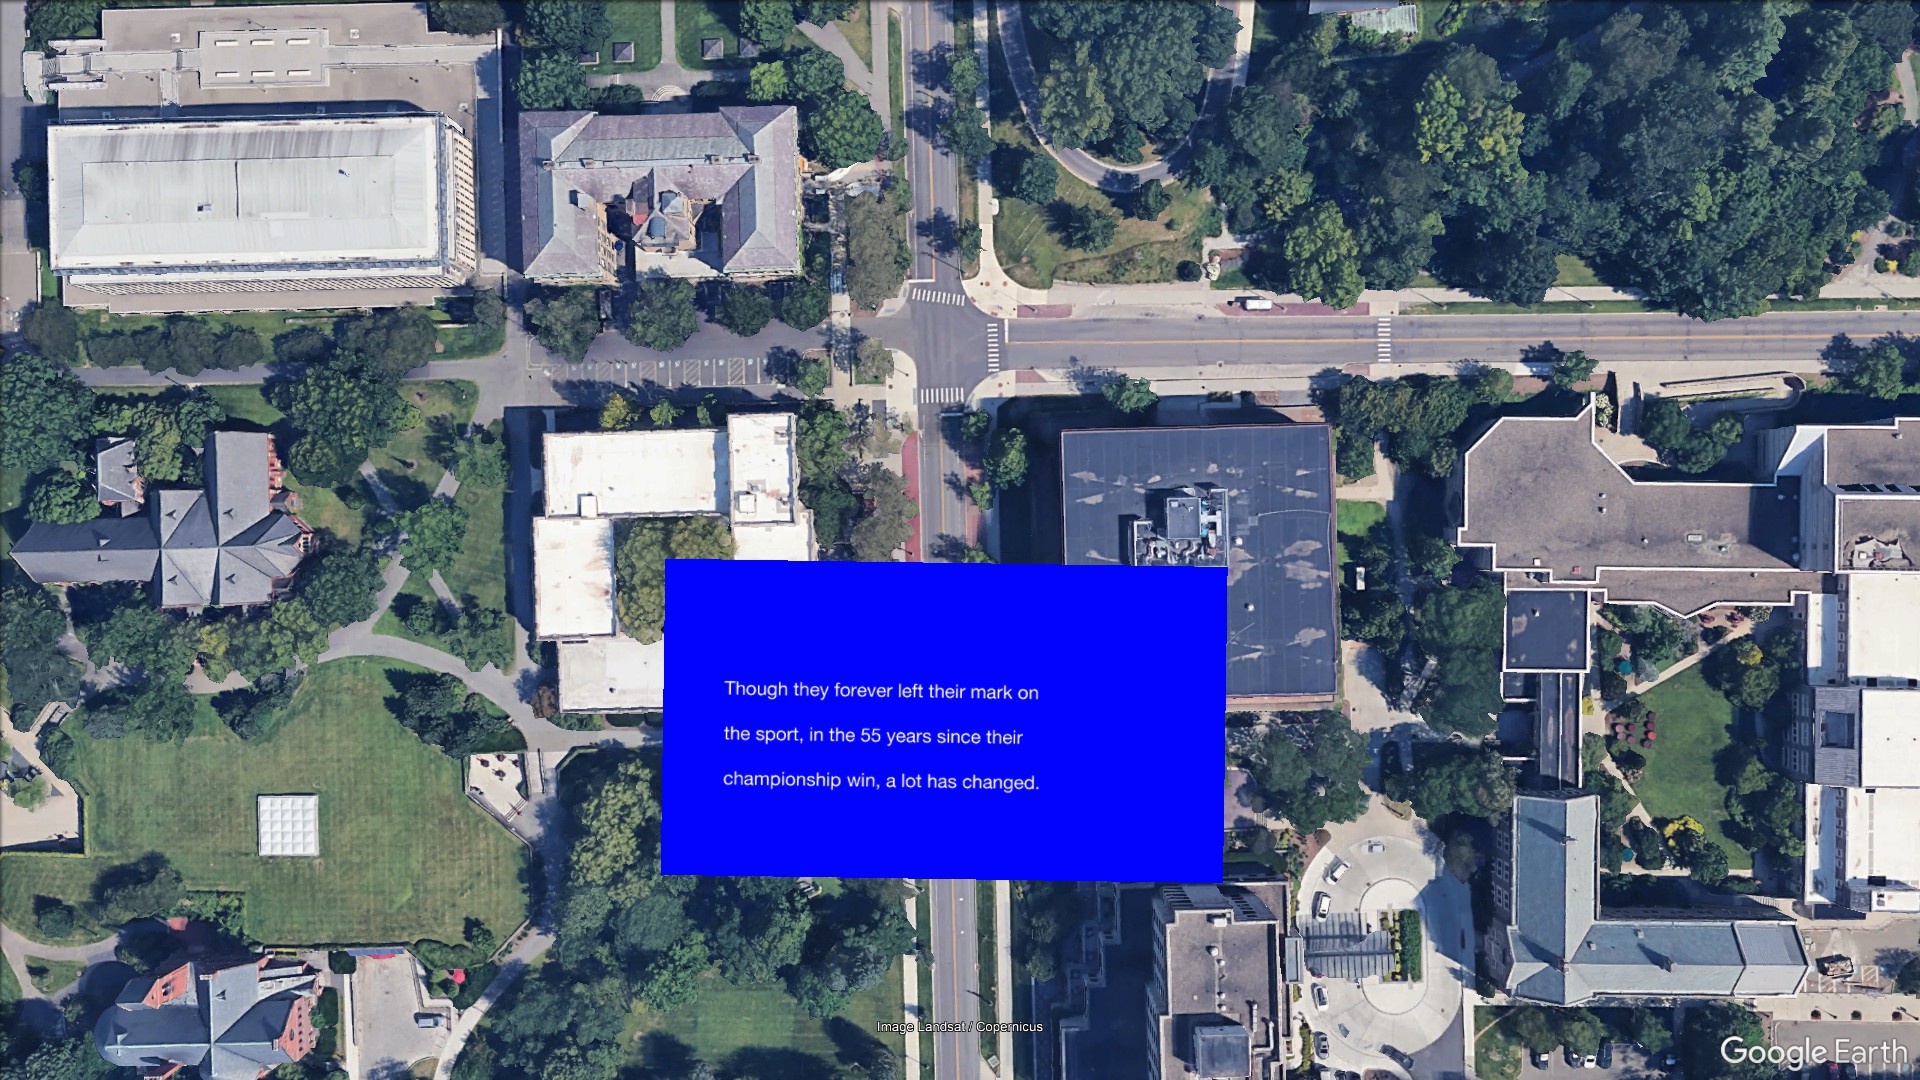 Though they forever left their mark on
the sport, in the 55 years since their
championship win, a lot has changed.
Image Landsat / Copernicus
Google Earth